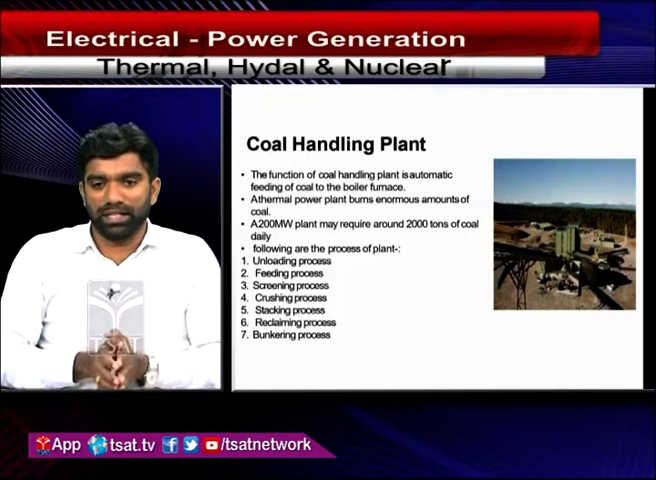 Electrical - Power Generation
Thermal, Hydal & Nuclear
Coal Handling Plant
• The function of coal handling plant is automatic
feeding of coal to the boiler furnace.
• Athermal power plant burns enormous amounts of
coal.
• A200MW plant may require around 2000 tons of coal
daily
• following are the process of plant-:
1. Unloading process
2. Feeding process
3. Screening process
4. Crushing process
5. Stacking process
6. Reclaiming process
7. Bunkering process
TSAT
App tsat.tv /tsatnetwork